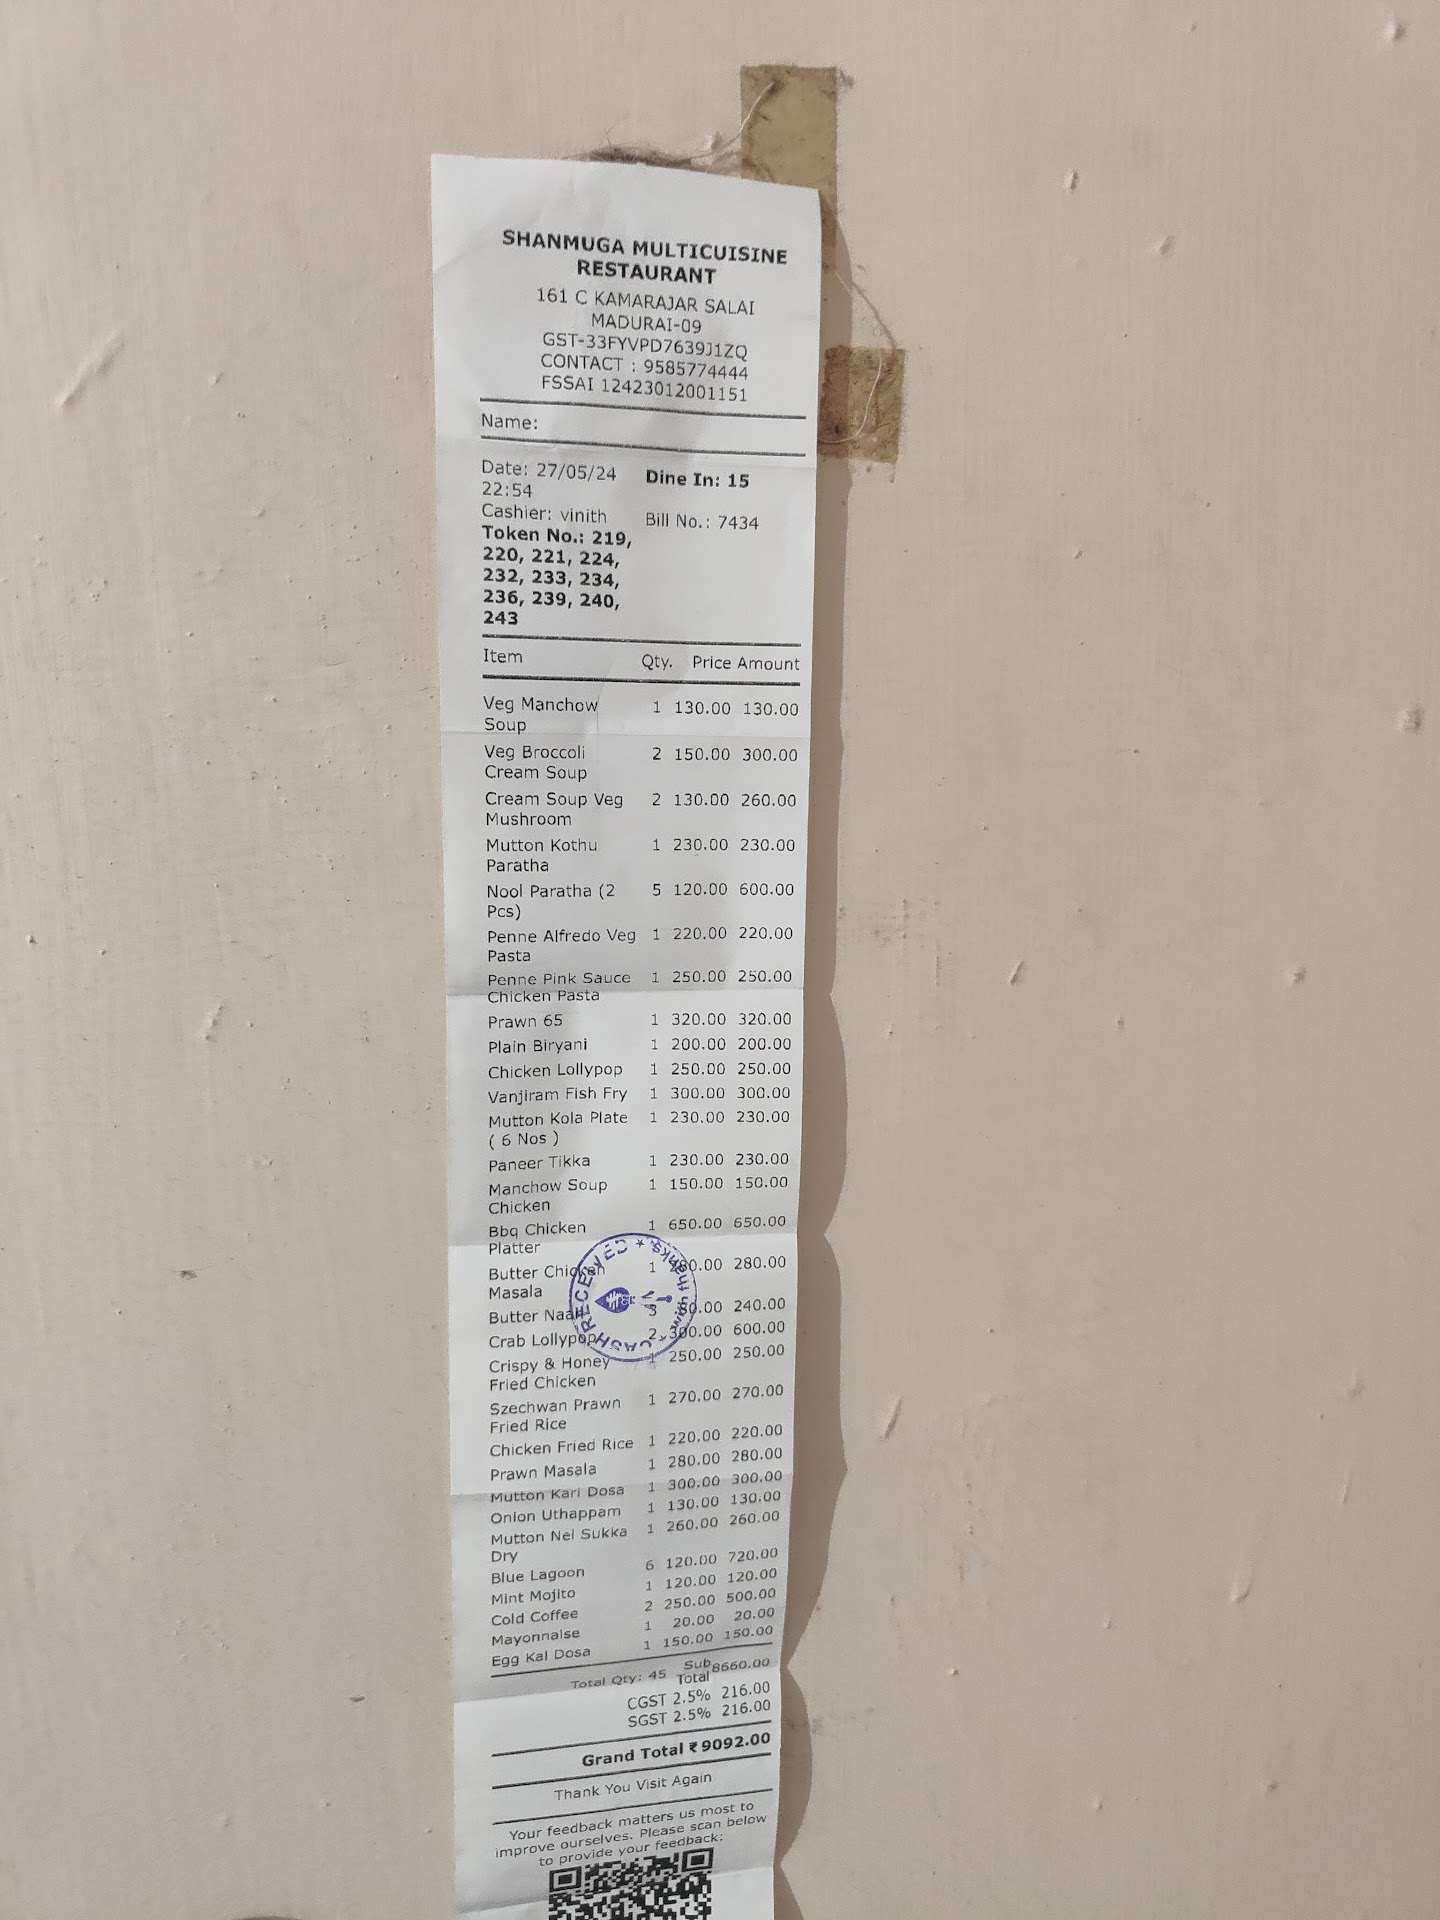 SHANMUGA MULTICUISINE
RESTAURANT
161 C KAMARAJAR SALAI
MADURAI-09
GST-33FYVPD7639J1ZQ
CONTACT : 9585774444
FSSAI 12423012001151
Name:
Date: 27/05/24 Dine In: 15
22:54
Cashier: vinith Bill No.: 7434
Token No.: 219,
220, 221, 224,
232, 233, 234,
236, 239, 240,
243
Item Qty. Price Amount
Veg Manchow 1 130.00 130.00
Soup
Veg Broccoli 2 150.00 300.00
Cream Soup
Cream Soup Veg 2 130.00 260.00
Mushroom
Mutton Kothu 1 230.00 230.00
Paratha
Nool Paratha (2 5 120.00 600.00
Pcs)
Penne Alfredo Veg 1 220.00 220.00
Pasta
Penne Pink Sauce 1 250.00 250.00
Chicken Pasta
Prawn 65 1 320.00 320.00
Plain Biryani 1 200.00 200.00
Chicken Lollypop 1 250.00 250.00
Vanjiram Fish Fry 1 300.00 300.00
Mutton Kola Plate 1 230.00 230.00
( 6 Nos )
Paneer Tikka 1 230.00 230.00
Manchow Soup 1 150.00 150.00
Chicken
Bbq Chicken 1 650.00 650.00
Platter
Butter Chicken 1 280.00 280.00
Masala
Butter Naan 3 80.00 240.00
Crab Lollypop 2 300.00 600.00
Crispy & Honey 1 250.00 250.00
Fried Chicken
Szechwan Prawn 1 270.00 270.00
Fried Rice
Chicken Fried Rice 1 220.00 220.00
Prawn Masala 1 280.00 280.00
Mutton Kari Dosa 1 300.00 300.00
Onion Uthappam 1 130.00 130.00
Mutton Nei Sukka 1 260.00 260.00
Dry
Blue Lagoon 6 120.00 720.00
Mint Mojito 1 120.00 120.00
Cold Coffee 2 250.00 500.00
Mayonnaise 1 20.00 20.00
Egg Kal Dosa 1 150.00 150.00
Total Qty: 45 Sub 8660.00
Total
CGST 2.5% 216.00
SGST 2.5% 216.00
Grand Total ₹ 9092.00
Thank You Visit Again
Your feedback matters us most to
improve ourselves. Please scan below
to provide your feedback:
CASH RECEIVED